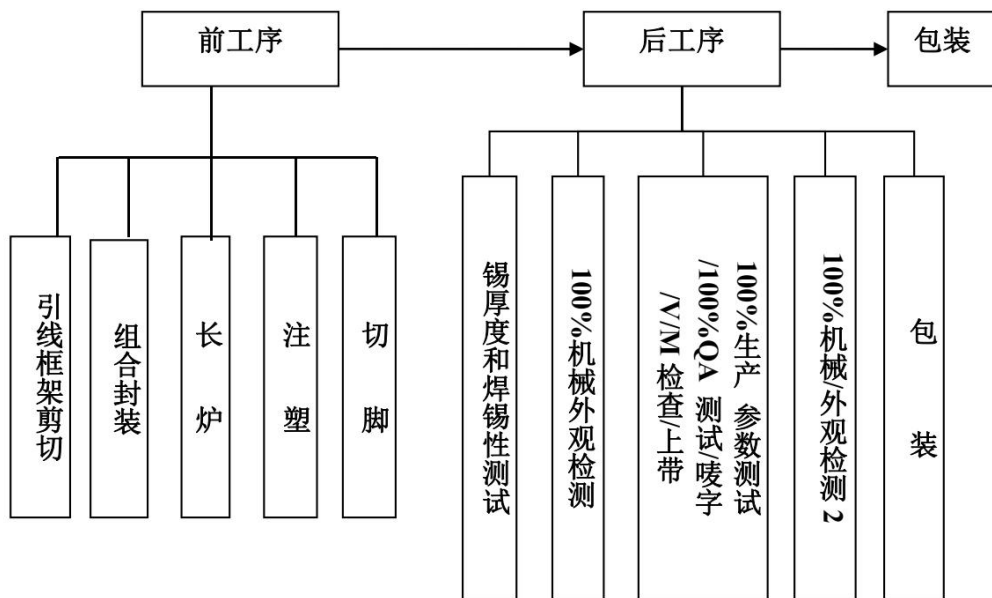 前工序
后工序
包装
引线框架剪切
组合封装
长炉
注塑
切脚
锡厚度和焊锡性测试
100%机械外观检测
100%生产 参数测试
/100%QA 测试/唛字
/V/M 检查/上带
100%机械/外观检测 2
包装